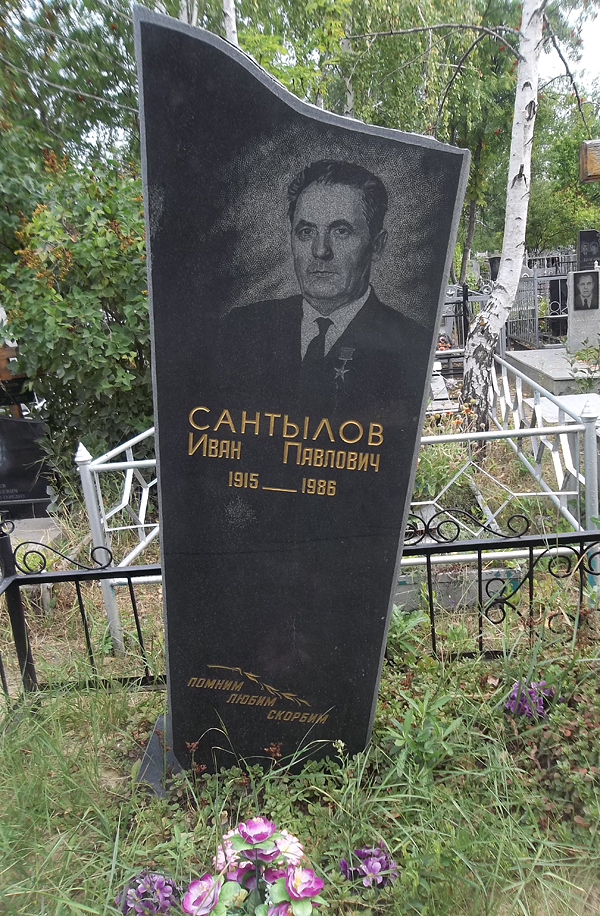 САНТЫЛОВ
Иван Павлович
1915 — 1986
ПОМНИМ
ЛЮБИМ
СКОРБИМ